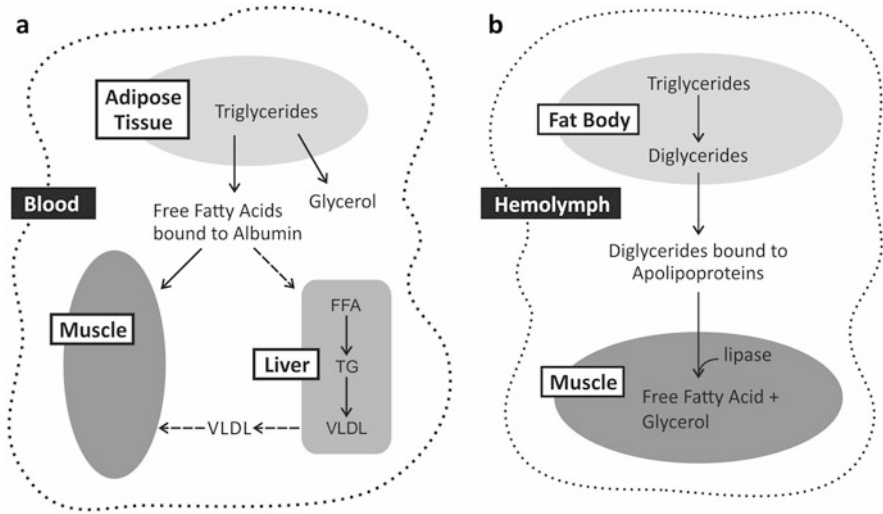 a
Adipose
Tissue
Triglycerides
Blood
Free Fatty Acids
bound to Albumin
Glycerol
Muscle
Liver
FFA
TG
VLDL
VLDL
b
Fat Body
Triglycerides
Diglycerides
Hemolymph
Diglycerides bound to
Apolipoproteins
Muscle
lipase
Free Fatty Acid +
Glycerol